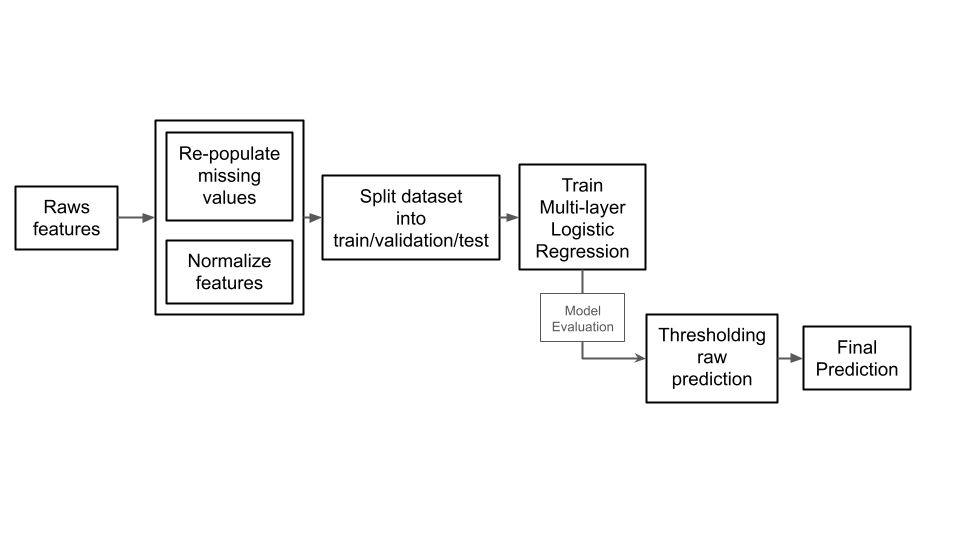 Raws
features
Re-populate
missing
values
Normalize
features
Split dataset
into
train/validation/test
Train
Multi-layer
Logistic
Regression
Model
Evaluation
Thresholding
raw
prediction
Final
Prediction